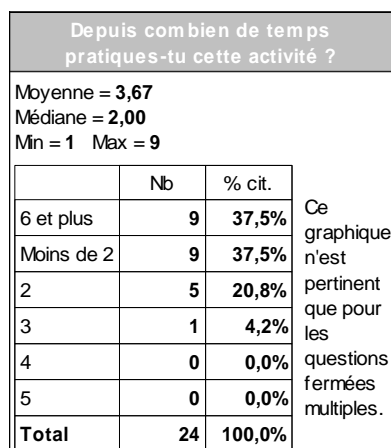 Depuis combien de temps
pratiques-tu cette activité ?
Moyenne = 3,67
Médiane = 2,00
Min = 1 Max = 9
Nb % cit.
6 et plus 9 37,5%
Moins de 2 9 37,5%
2 5 20,8%
3 1 4,2%
4 0 0,0%
5 0 0,0%
Total 24 100,0%
Ce
graphique
n'est
pertinent
que pour
les
questions
fermées
multiples.